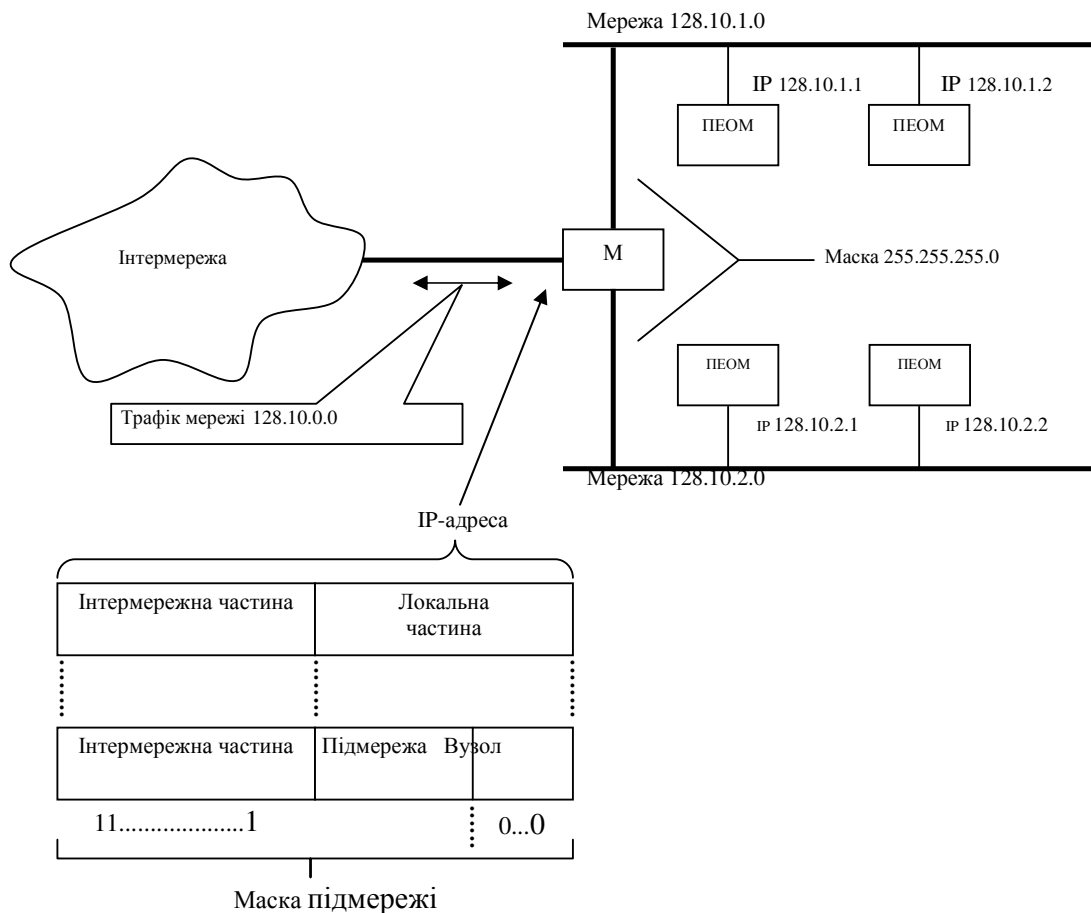 Мережа 128.10.1.0
IP 128.10.1.1
IP 128.10.1.2
ПЕОМ
ПЕОМ
Інтермережа
М
Маска 255.255.255.0
ПЕОМ
ПЕОМ
Трафік мережі 128.10.0.0
IP 128.10.2.1
IP 128.10.2.2
Мережа 128.10.2.0
IP-адреса
Інтермережна частина
Локальна
частина
Інтермережна частина
Підмережа
Вузол
11....................1
0...0
Маска підмережі